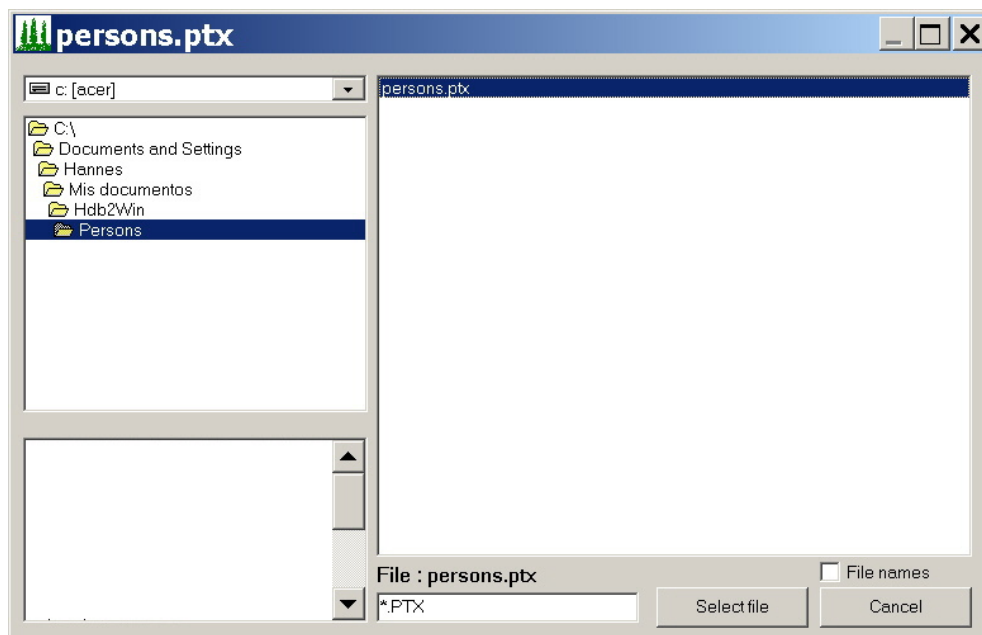 persons.ptx
c: [acer]
persons.ptx
C:\
Documents and Settings
Hannes
Mis documentos
Hdb2Win
Persons
File : persons.ptx
File names
*.PTX
Select file
Cancel